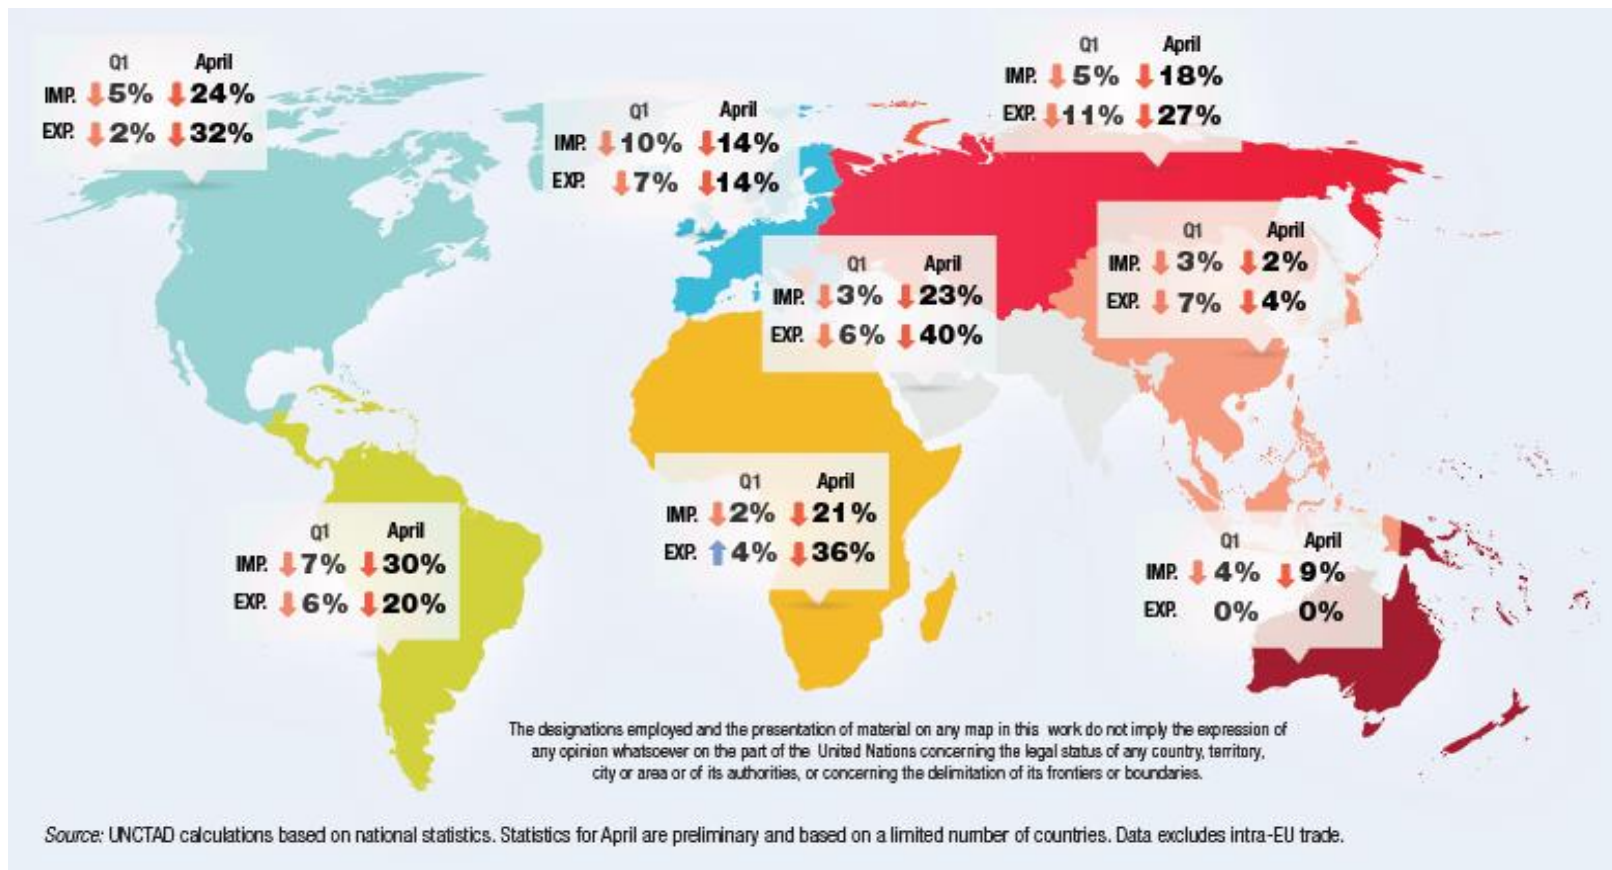 Q1 April
IMP. 5% 24%
EXP. 2% 32%
Q1 April
IMP. 10% 14%
EXP. 7% 14%
Q1 April
IMP. 5% 18%
EXP. 11% 27%
Q1 April
IMP. 3% 23%
EXP. 6% 40%
Q1 April
IMP. 3% 2%
EXP. 7% 4%
Q1 April
IMP. 7% 30%
EXP. 6% 20%
Q1 April
IMP. 2% 21%
EXP. 4% 36%
Q1 April
IMP. 4% 9%
EXP. 0% 0%
The designations employed and the presentation of material on any map in this work do not imply the expression of
any opinion whatsoever on the part of the United Nations concerning the legal status of any country, territory,
city or area or of its authorities, or concerning the delimitation of its frontiers or boundaries.
Source: UNCTAD calculations based on national statistics. Statistics for April are preliminary and based on a limited number of countries. Data excludes intra-EU trade.